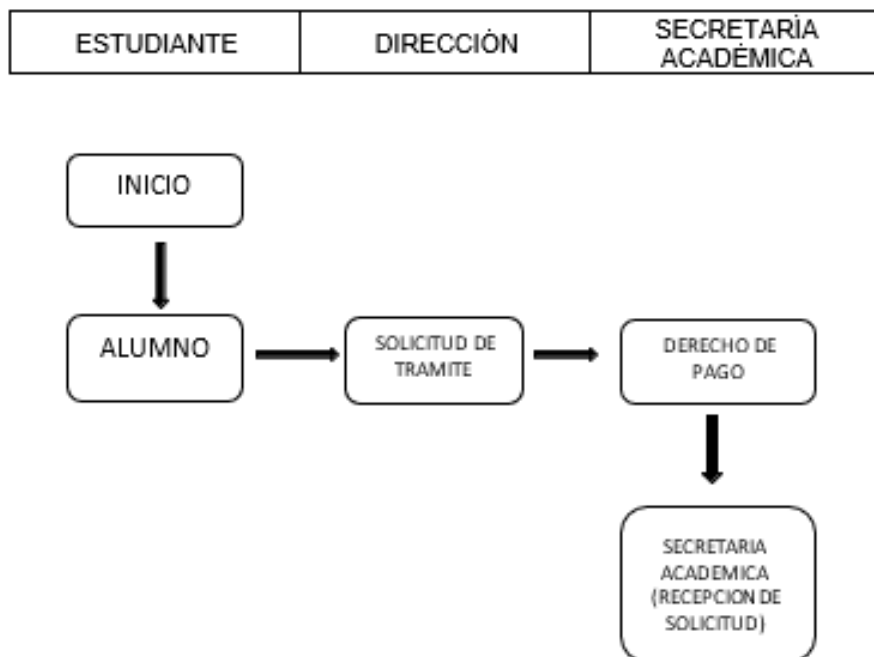 ESTUDIANTE
DIRECCIÓN
SECRETARÍA
ACADÉMICA
INICIO
ALUMNO
SOLICITUD DE
TRAMITE
DERECHO DE
PAGO
SECRETARIA
ACADEMICA
(RECEPCION DE
SOLICITUD)